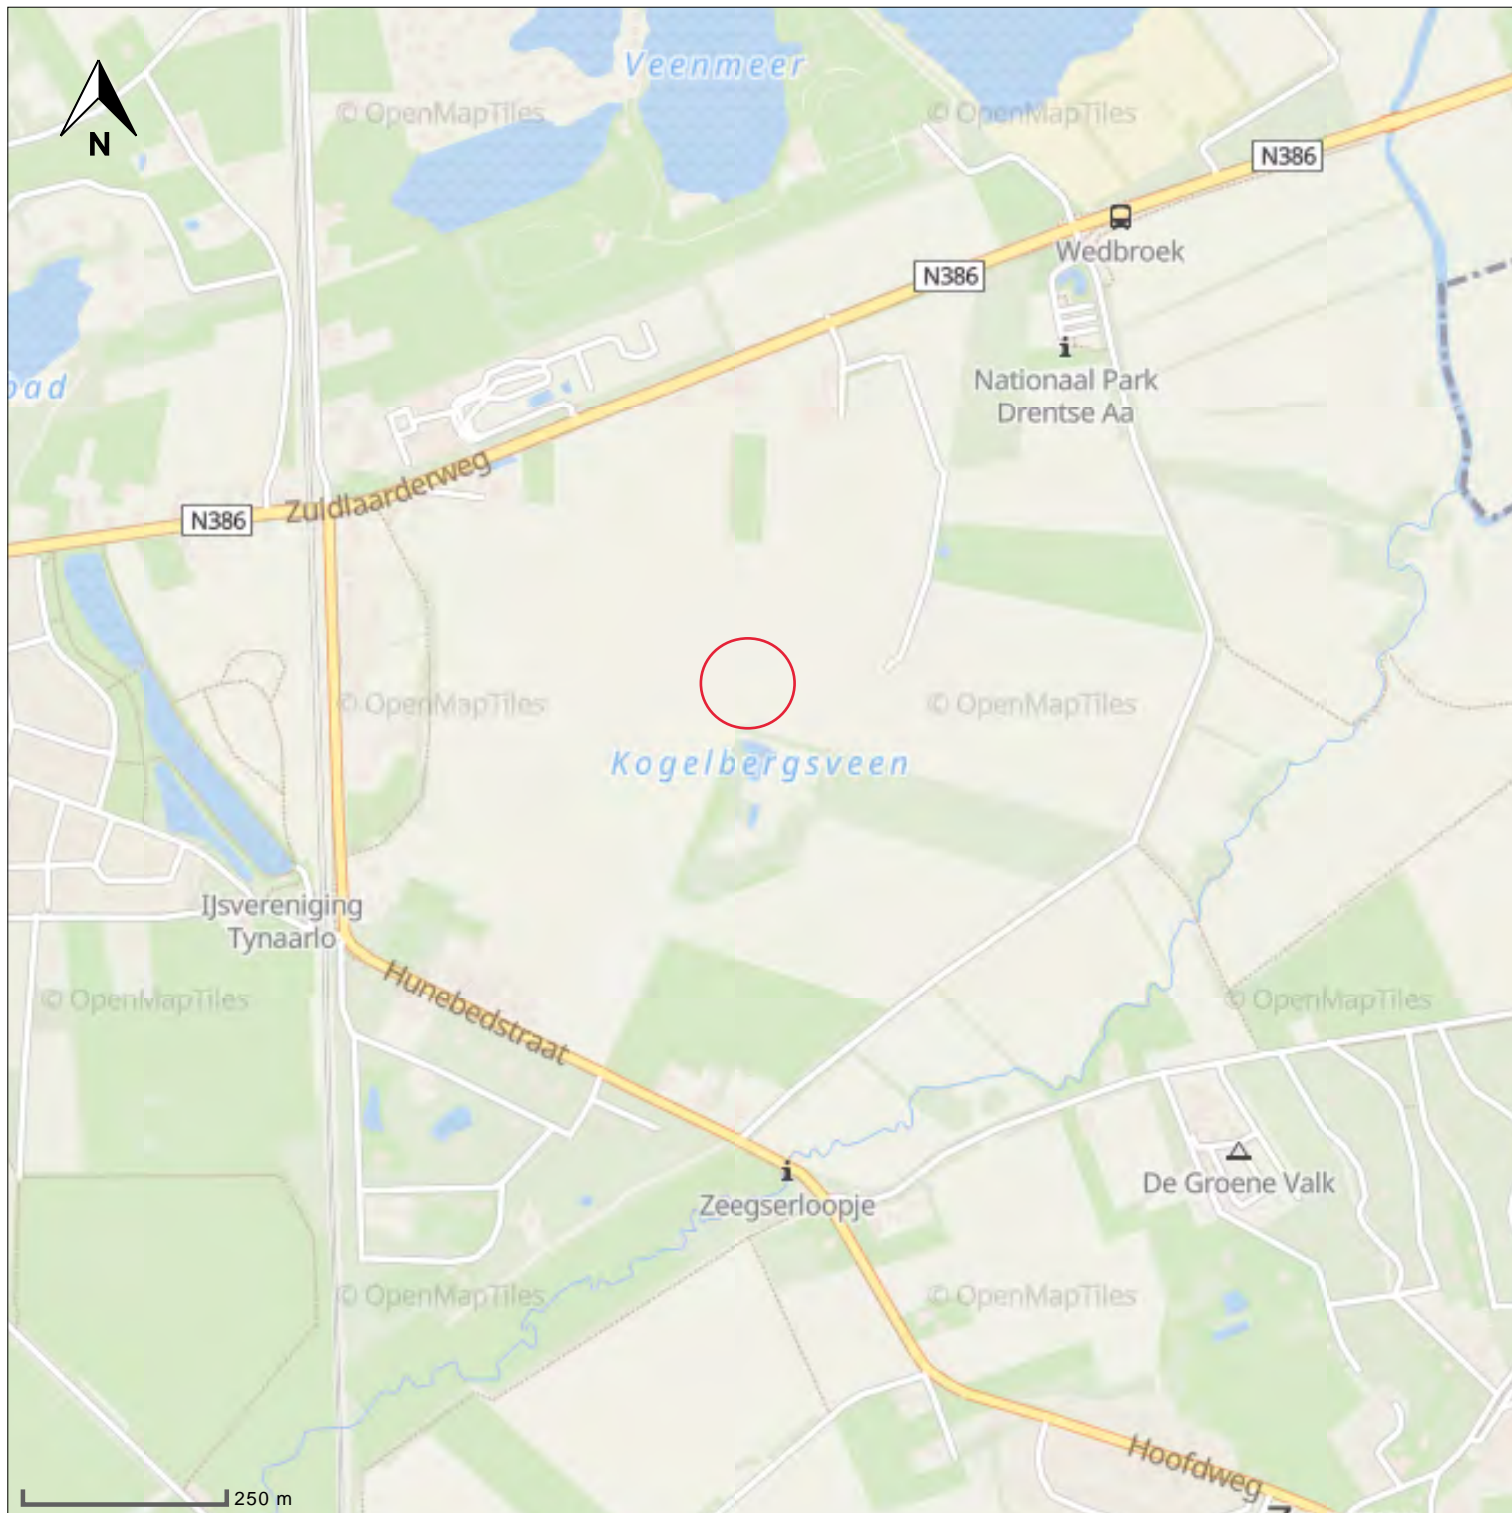 Veenmeer
© OpenMapTiles
© OpenMapTiles
N
N386
Wedbroek
N386
Nationaal Park
Drentse Aa
Zuidlaarderweg
N386
© OpenMapTiles
© OpenMapTiles
Kogelbergsveen
IJsvereniging
Tynaarlo
Hunebedstraat
© OpenMapTiles
© OpenMapTiles
De Groene Valk
Zeegserloopje
© OpenMapTiles
© OpenMapTiles
Hoofdweg
250 m